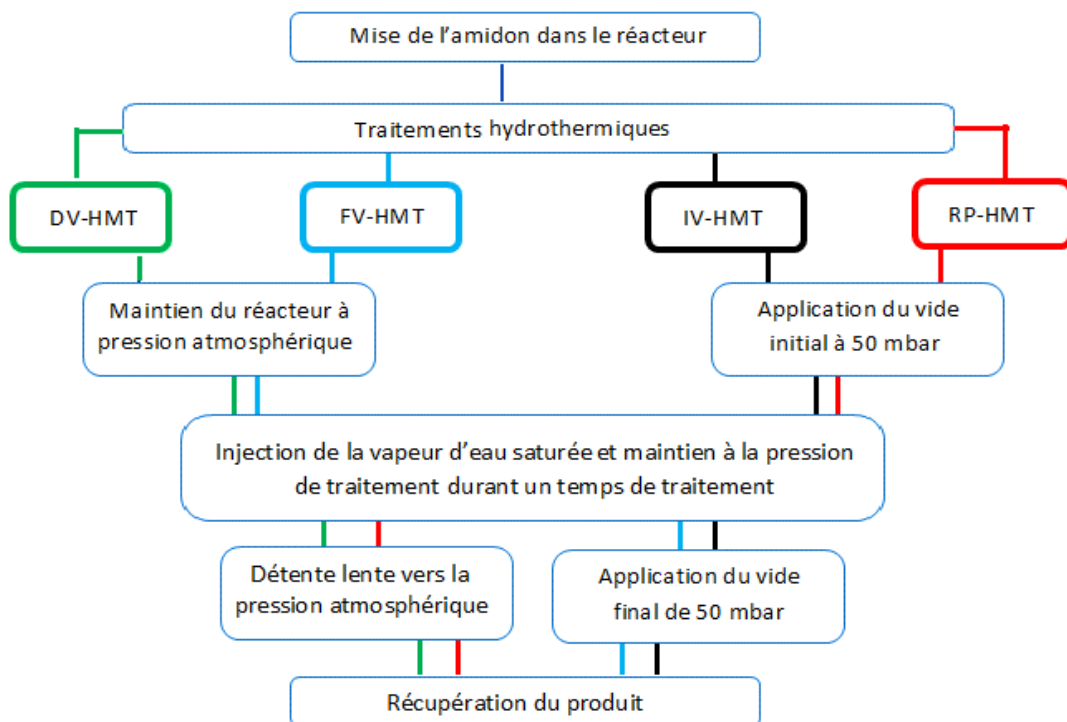 Mise de l'amidon dans le réacteur
Traitements hydrothermiques
DV-HMT
FV-HMT
IV-HMT
RP-HMT
Maintien du réacteur à
pression atmosphérique
Application du vide
initial à 50 mbar
Injection de la vapeur d'eau saturée et maintien à la pression
de traitement durant un temps de traitement
Détente lente vers la
pression atmosphérique
Application du vide
final de 50 mbar
Récupération du produit